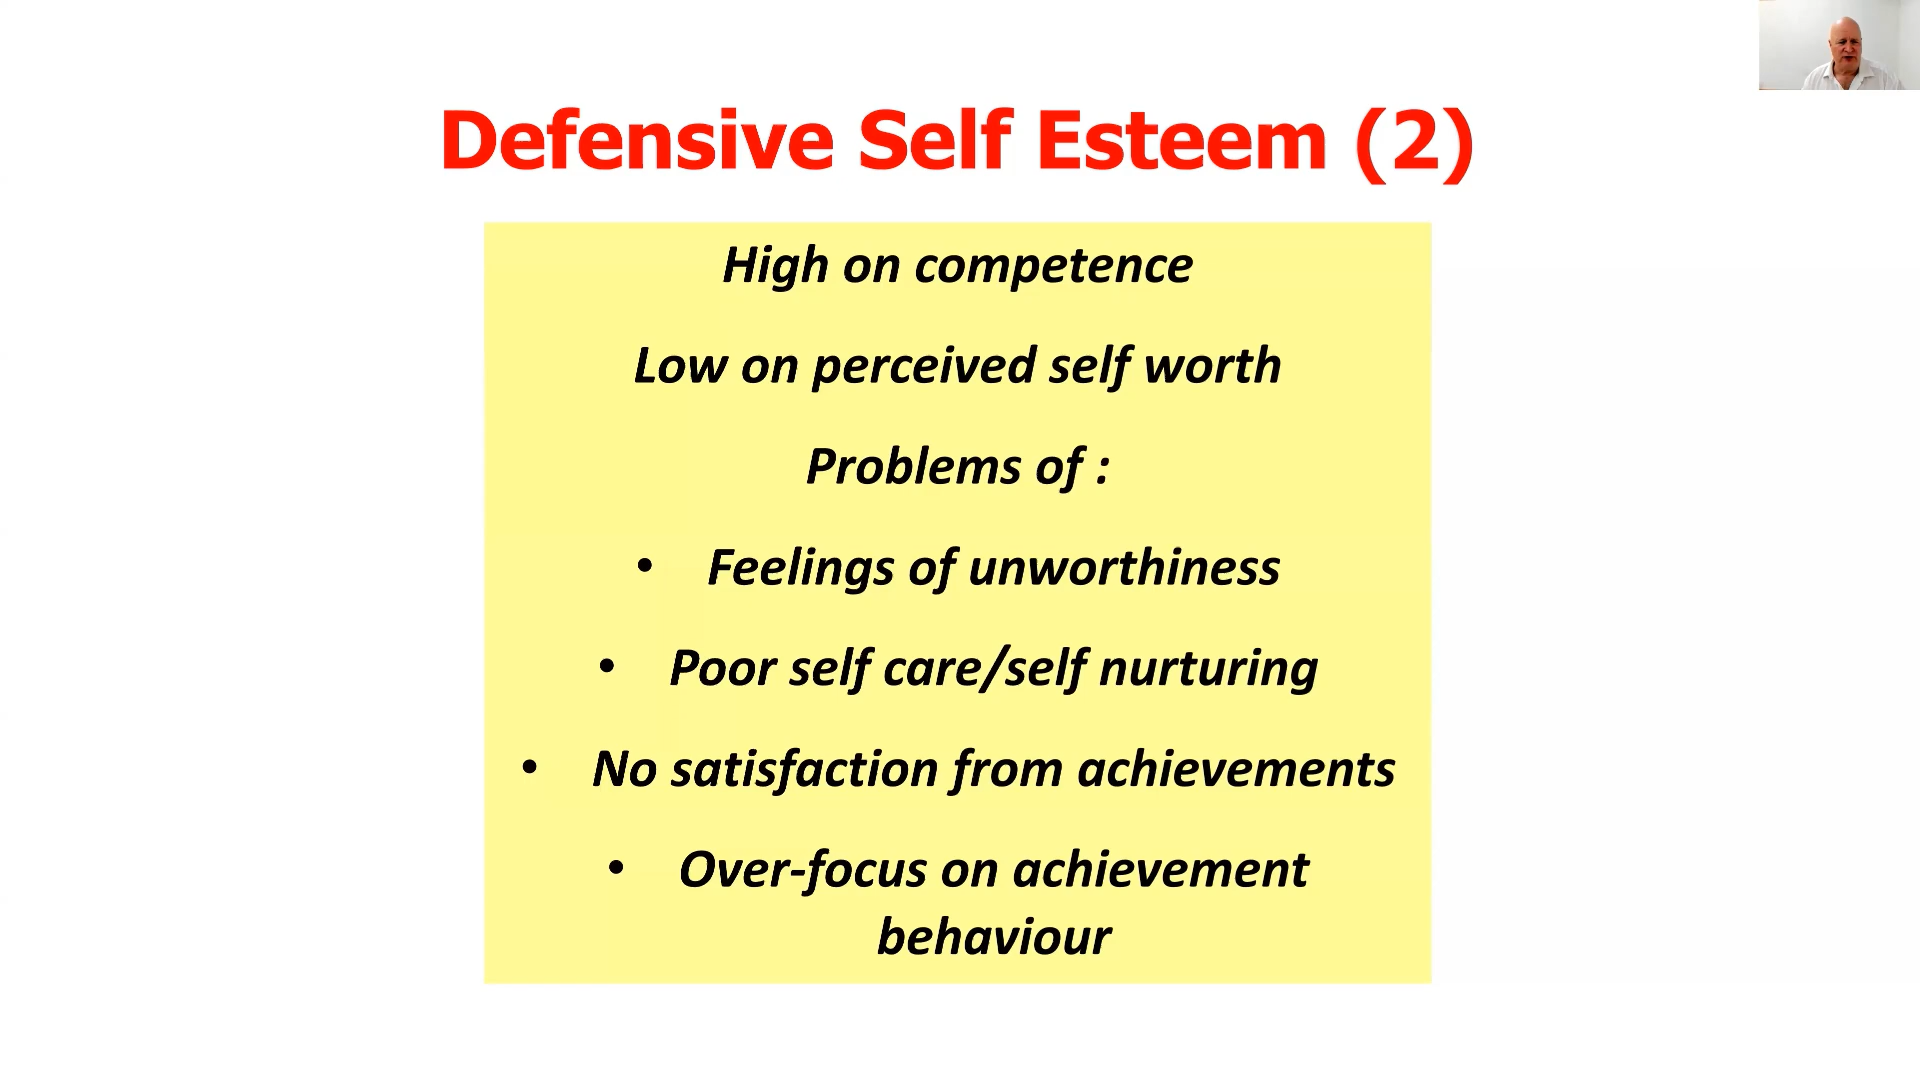 Defensive Self Esteem (2)
High on competence
Low on perceived self worth
Problems of :
• Feelings of unworthiness
• Poor self care/self nurturing
• No satisfaction from achievements
• Over-focus on achievement
behaviour